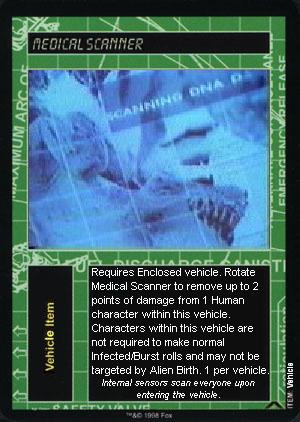 MEDICAL SCANNER
SCANNING DNA D
MAXIMUM ARC OF
EMERGENCY RELEASE
DISCHARGE
Vehicle Item
Requires Enclosed vehicle. Rotate
Medical Scanner to remove up to 2
points of damage from 1 Human
character within this vehicle.
Characters within this vehicle are
not required to make normal
Infected/Burst rolls and may not be
targeted by Alien Birth. 1 per vehicle.
Internal sensors scan everyone upon
entering the vehicle.
ITEM: Vehicle
SAFETY VALVE
™&© 1998 Fox